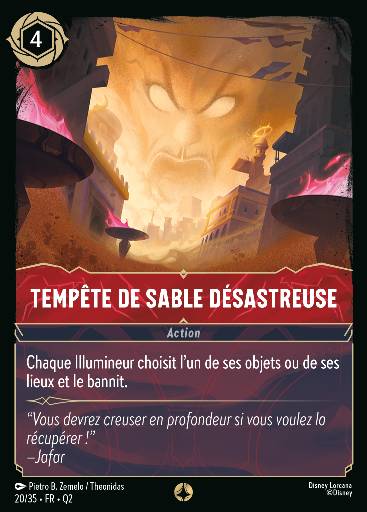 4
TEMPÊTE DE SABLE DÉSASTREUSE
Action
Chaque Illumineur choisit l'un de ses objets ou de ses
lieux et le bannit.
“Vous devrez creuser en profondeur si vous voulez la
récupérer !”
–Jafar
Pietro B. Zemelo / Theonidas
20/35 • FR • Q2
Disney Lorcana
©Disney